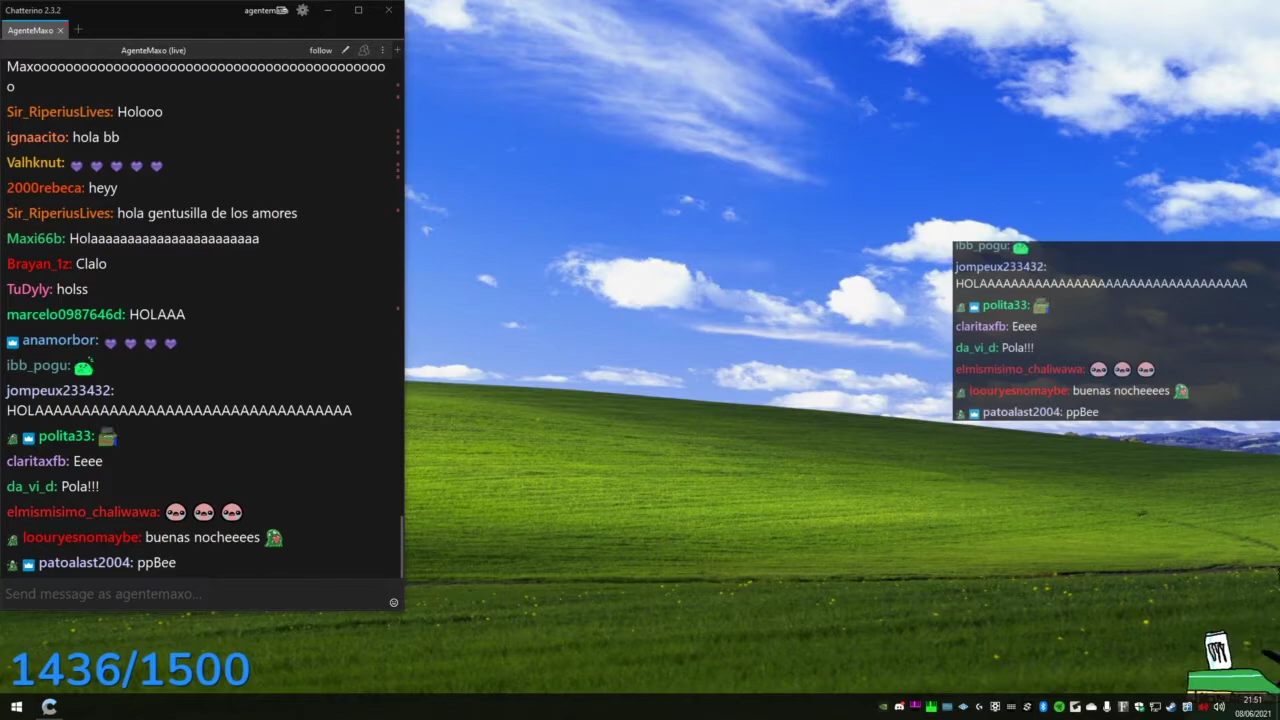 Chatterino 2.3.2
agentem
AgenteMaxo
AgenteMaxo (live)
follow
Maxooooooooooooooooooooooooooooooooooooooooooooo
o
Sir_RiperiusLives: Holooo
ignaacito: hola bb
Valhknut:
2000rebeca: heyy
Sir_RiperiusLives: hola gentusilla de los amores
Maxi66b: Holaaaaaaaaaaaaaaaaaaaaaaa
Brayan_1z: Clalo
TuDyly: holss
marcelo0987646d: HOLAAA
anamorbor:
ibb_pogu:
jompeux233432:
HOLAAAAAAAAAAAAAAAAAAAAAAAAAAAAAAAAAA
polita33:
claritaxfb: Eeee
da_vi_d: Pola!!!
elmismisimo_chaliwawa:
loouryesnomaybe: buenas nocheeees
patoalast2004: ppBee
Send message as agentemaxo...
1436/1500
ibb_pogu:
jompeux233432:
HOLAAAAAAAAAAAAAAAAAAAAAAAAAAAAAAAAAA
polita33:
claritaxfb: Eeee
da_vi_d: Pola!!!
elmismisimo_chaliwawa:
loouryesnomaybe: buenas nocheeees
patoalast2004: ppBee
21:51
08/06/2021